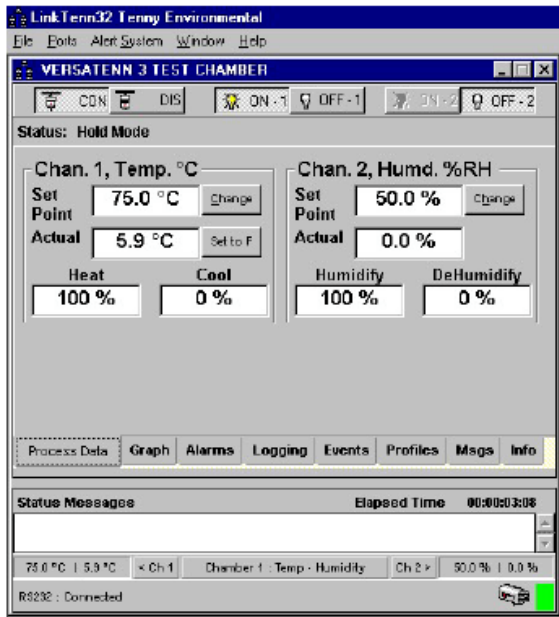 LinkTenn32 Tenny Environmental
File Ports Alert System Window Help
VERSATENN 3 TEST CHAMBER
CON DIS ON - 1 OFF - 1 ON - 2 OFF - 2
Status: Hold Mode
Chan. 1, Temp. °C
Set Point 75.0 °C Change
Actual 5.9 °C Set to F
Heat Cool
100 % 0 %
Chan. 2, Humd. %RH
Set Point 50.0 % Change
Actual 0.0 %
Humidify DeHumidify
100 % 0 %
Process Data Graph Alarms Logging Events Profiles Msgs Info
Status Messages Elapsed Time 00:00:03:08
75.0 °C | 5.9 °C < Ch 1 Chamber 1 : Temp - Humidity Ch 2 > 50.0 % | 0.0 %
RS232 : Connected